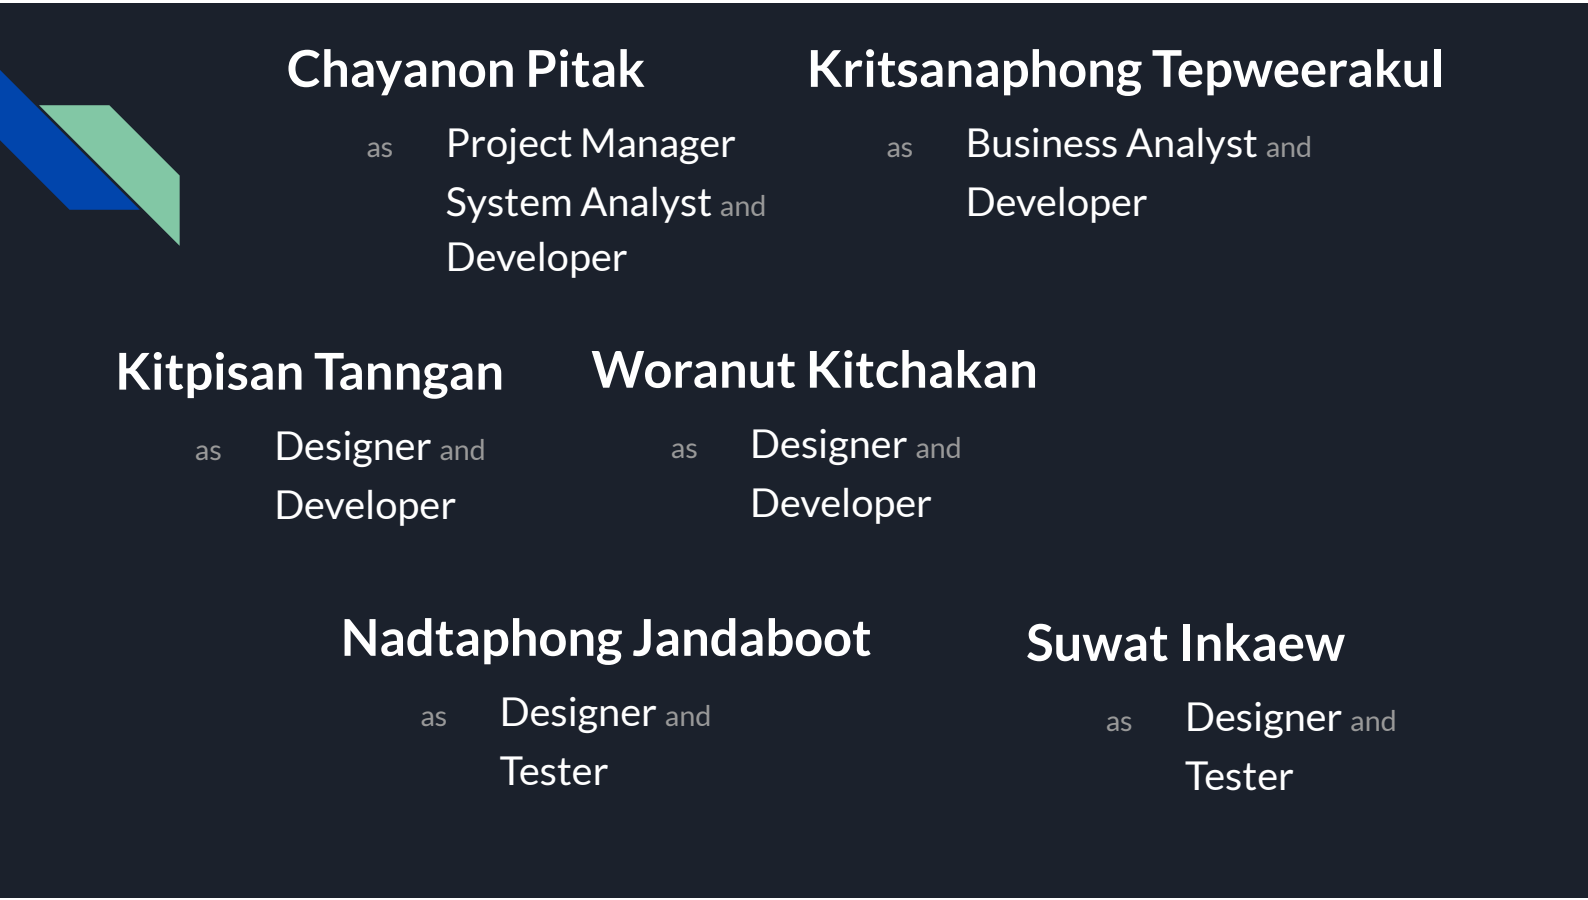 Chayanon Pitak
as Project Manager
System Analyst and
Developer
Kritsanaphong Tepweerakul
as Business Analyst and
Developer
Kitpisan Tanngan
as Designer and
Developer
Woranut Kitchakan
as Designer and
Developer
Nadtaphong Jandaboot
as Designer and
Tester
Suwat Inkaew
as Designer and
Tester